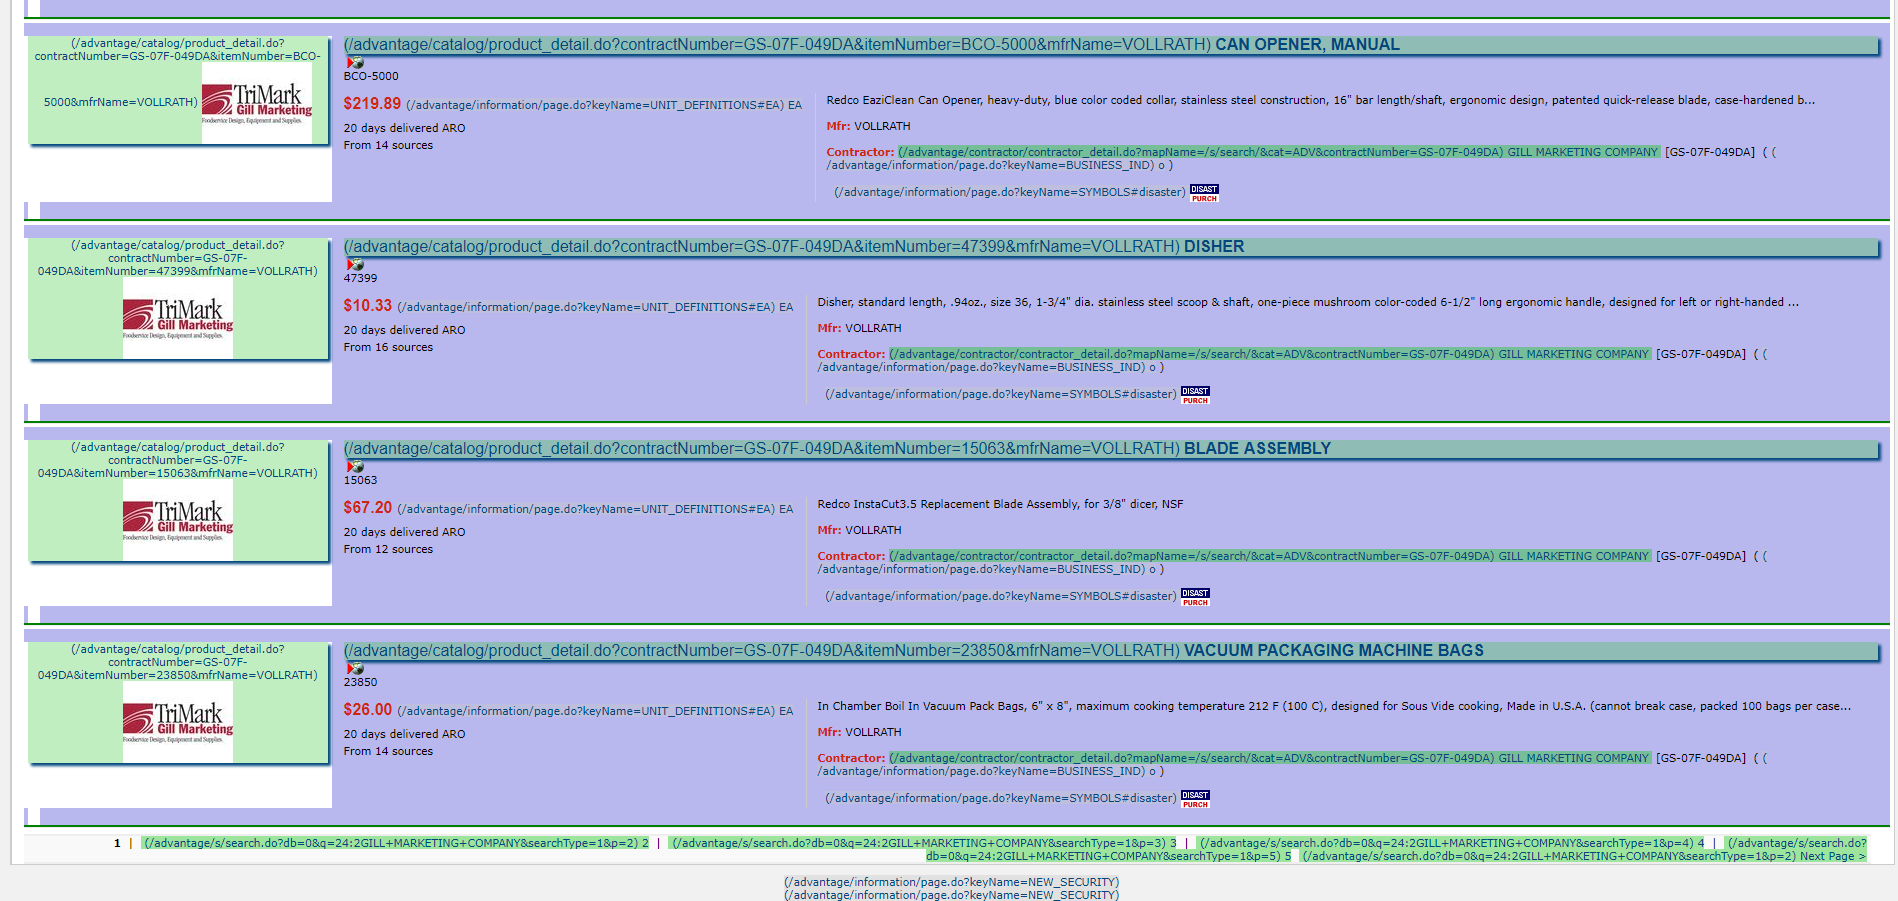 (/advantage/catalog/product_detail.do?
contractNumber=GS-07F-049DA&itemNumber=BCO-
5000&mfrName=VOLLRATH)
TriMark
Gill Marketing
Foodservice Design, Equipment and Supplies.
(/advantage/catalog/product_detail.do?contractNumber=GS-07F-049DA&itemNumber=BCO-5000&mfrName=VOLLRATH) CAN OPENER, MANUAL
BCO-5000
$219.89 (/advantage/information/page.do?keyName=UNIT_DEFINITIONS#EA) EA
20 days delivered ARO
From 14 sources
Redco EaziClean Can Opener, heavy-duty, blue color coded collar, stainless steel construction, 16" bar length/shaft, ergonomic design, patented quick-release blade, case-hardened b...
Mfr: VOLLRATH
Contractor: (/advantage/contractor/contractor_detail.do?mapName=/s/search/&cat=ADV&contractNumber=GS-07F-049DA) GILL MARKETING COMPANY [GS-07F-049DA] ( (
/advantage/information/page.do?keyName=BUSINESS_IND) o )
(/advantage/information/page.do?keyName=SYMBOLS#disaster) DISAST
PURCH
(/advantage/catalog/product_detail.do?
contractNumber=GS-07F-
049DA&itemNumber=47399&mfrName=VOLLRATH)
TriMark
Gill Marketing
Foodservice Design, Equipment and Supplies.
(/advantage/catalog/product_detail.do?contractNumber=GS-07F-049DA&itemNumber=47399&mfrName=VOLLRATH) DISHER
47399
$10.33 (/advantage/information/page.do?keyName=UNIT_DEFINITIONS#EA) EA
20 days delivered ARO
From 16 sources
Disher, standard length, .94oz., size 36, 1-3/4" dia. stainless steel scoop & shaft, one-piece mushroom color-coded 6-1/2" long ergonomic handle, designed for left or right-handed ...
Mfr: VOLLRATH
Contractor: (/advantage/contractor/contractor_detail.do?mapName=/s/search/&cat=ADV&contractNumber=GS-07F-049DA) GILL MARKETING COMPANY [GS-07F-049DA] ( (
/advantage/information/page.do?keyName=BUSINESS_IND) o )
(/advantage/information/page.do?keyName=SYMBOLS#disaster) DISAST
PURCH
(/advantage/catalog/product_detail.do?
contractNumber=GS-07F-
049DA&itemNumber=15063&mfrName=VOLLRATH)
TriMark
Gill Marketing
Foodservice Design, Equipment and Supplies.
(/advantage/catalog/product_detail.do?contractNumber=GS-07F-049DA&itemNumber=15063&mfrName=VOLLRATH) BLADE ASSEMBLY
15063
$67.20 (/advantage/information/page.do?keyName=UNIT_DEFINITIONS#EA) EA
20 days delivered ARO
From 12 sources
Redco InstaCut3.5 Replacement Blade Assembly, for 3/8" dicer, NSF
Mfr: VOLLRATH
Contractor: (/advantage/contractor/contractor_detail.do?mapName=/s/search/&cat=ADV&contractNumber=GS-07F-049DA) GILL MARKETING COMPANY [GS-07F-049DA] ( (
/advantage/information/page.do?keyName=BUSINESS_IND) o )
(/advantage/information/page.do?keyName=SYMBOLS#disaster) DISAST
PURCH
(/advantage/catalog/product_detail.do?
contractNumber=GS-07F-
049DA&itemNumber=23850&mfrName=VOLLRATH)
TriMark
Gill Marketing
Foodservice Design, Equipment and Supplies.
(/advantage/catalog/product_detail.do?contractNumber=GS-07F-049DA&itemNumber=23850&mfrName=VOLLRATH) VACUUM PACKAGING MACHINE BAGS
23850
$26.00 (/advantage/information/page.do?keyName=UNIT_DEFINITIONS#EA) EA
20 days delivered ARO
From 14 sources
In Chamber Boil In Vacuum Pack Bags, 6" x 8", maximum cooking temperature 212 F (100 C), designed for Sous Vide cooking, Made in U.S.A. (cannot break case, packed 100 bags per case...
Mfr: VOLLRATH
Contractor: (/advantage/contractor/contractor_detail.do?mapName=/s/search/&cat=ADV&contractNumber=GS-07F-049DA) GILL MARKETING COMPANY [GS-07F-049DA] ( (
/advantage/information/page.do?keyName=BUSINESS_IND) o )
(/advantage/information/page.do?keyName=SYMBOLS#disaster) DISAST
PURCH
1 | (/advantage/s/search.do?db=0&q=24:2GILL+MARKETING+COMPANY&searchType=1&p=2) 2 | (/advantage/s/search.do?db=0&q=24:2GILL+MARKETING+COMPANY&searchType=1&p=3) 3 | (/advantage/s/search.do?db=0&q=24:2GILL+MARKETING+COMPANY&searchType=1&p=4) 4 | (/advantage/s/search.do?
db=0&q=24:2GILL+MARKETING+COMPANY&searchType=1&p=5) 5 (/advantage/s/search.do?db=0&q=24:2GILL+MARKETING+COMPANY&searchType=1&p=2) Next Page >
(/advantage/information/page.do?keyName=NEW_SECURITY)
(/advantage/information/page.do?keyName=NEW_SECURITY)